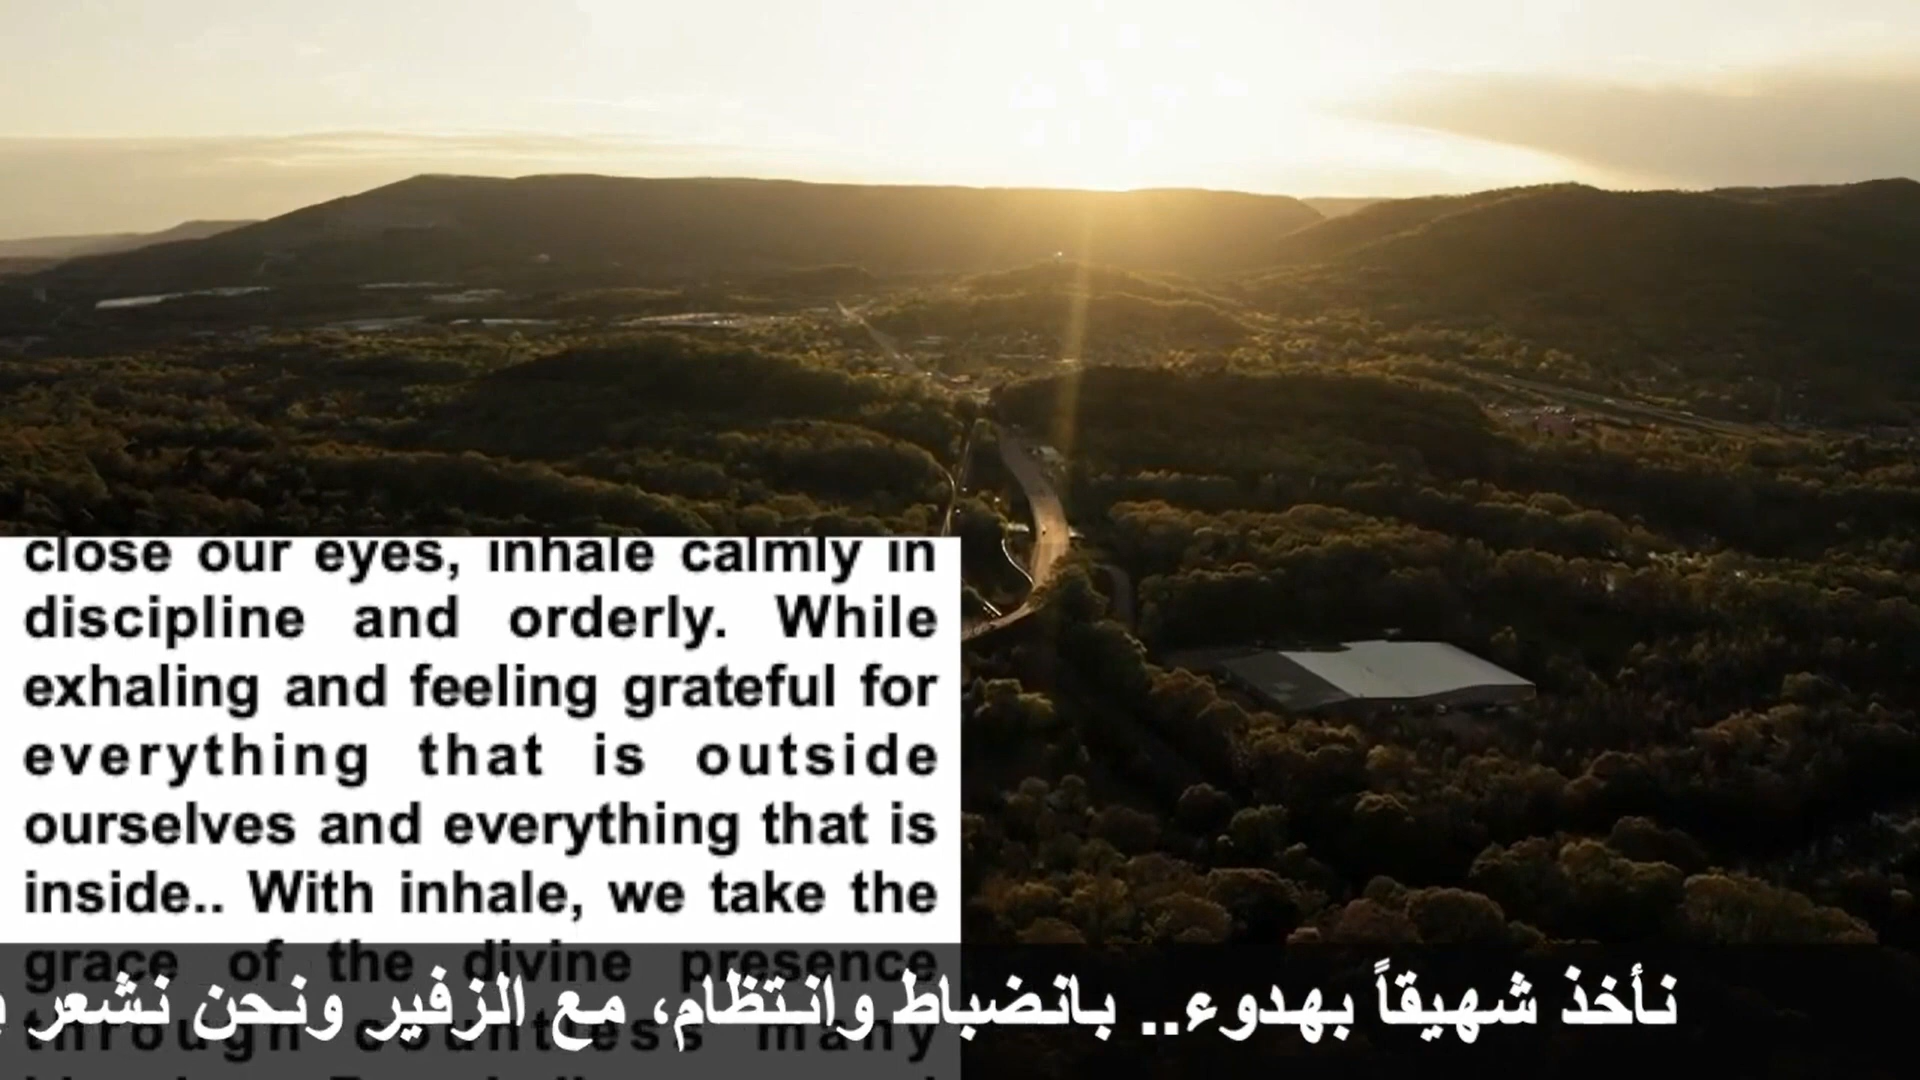 close our eyes, inhale calmly in
discipline and orderly. While
exhaling and feeling grateful for
everything that is outside
ourselves and everything that is
inside.. With inhale, we take the
grace of the divine presence
through countless many
نأخذ شهيقاً بهدوء.. بانضباط وانتظام، مع الزفير ونحن نشعر